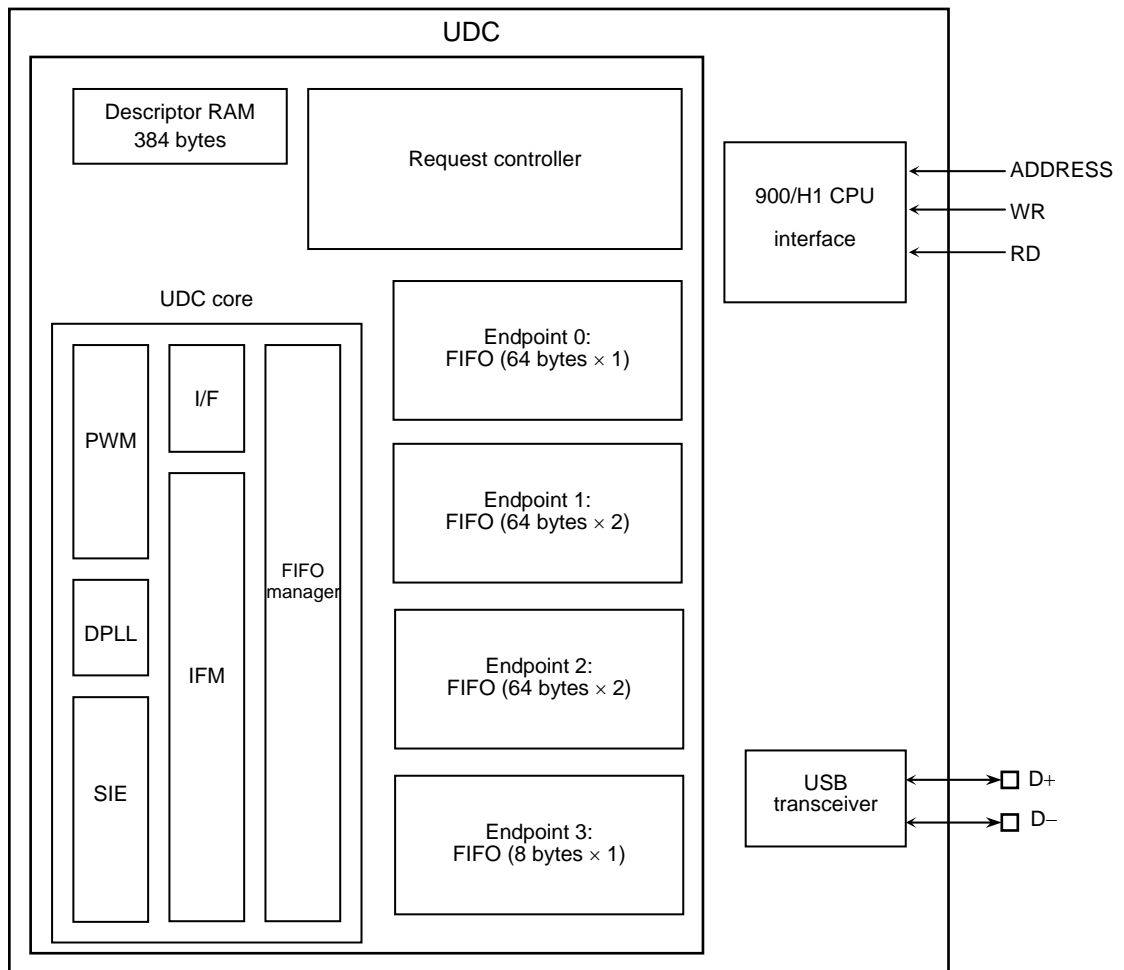 UDC
Descriptor RAM
384 bytes
Request controller
900/H1 CPU
interface
ADDRESS
WR
RD
UDC core
PWM
I/F
FIFO
manager
DPLL
IFM
SIE
Endpoint 0:
FIFO (64 bytes × 1)
Endpoint 1:
FIFO (64 bytes × 2)
Endpoint 2:
FIFO (64 bytes × 2)
Endpoint 3:
FIFO (8 bytes × 1)
USB
transceiver
D+
D−